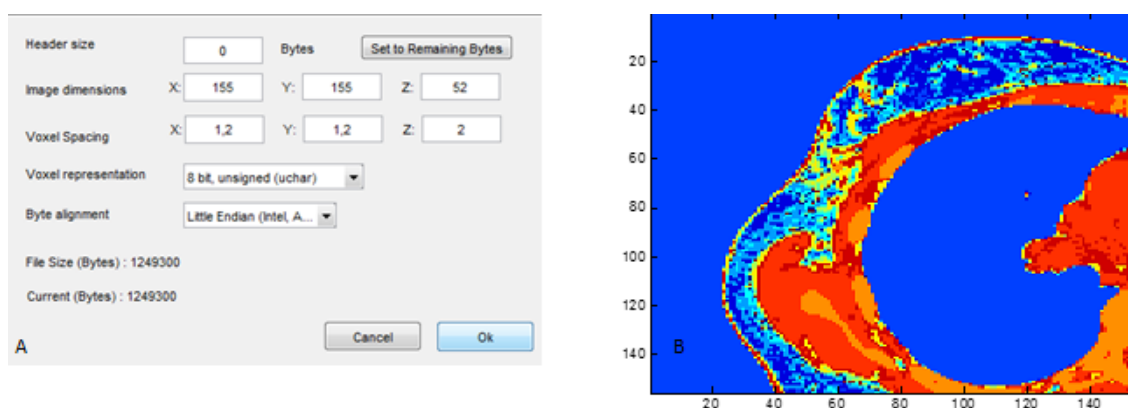 Header size 0 Bytes Set to Remaining Bytes
Image dimensions X: 155 Y: 155 Z: 52
Voxel Spacing X: 1,2 Y: 1,2 Z: 2
Voxel representation 8 bit, unsigned (uchar)
Byte alignment Little Endian (Intel, A...
File Size (Bytes) : 1249300
Current (Bytes) : 1249300
Cancel Ok
A
20
40
60
80
100
120
140
B
20 40 60 80 100 120 140